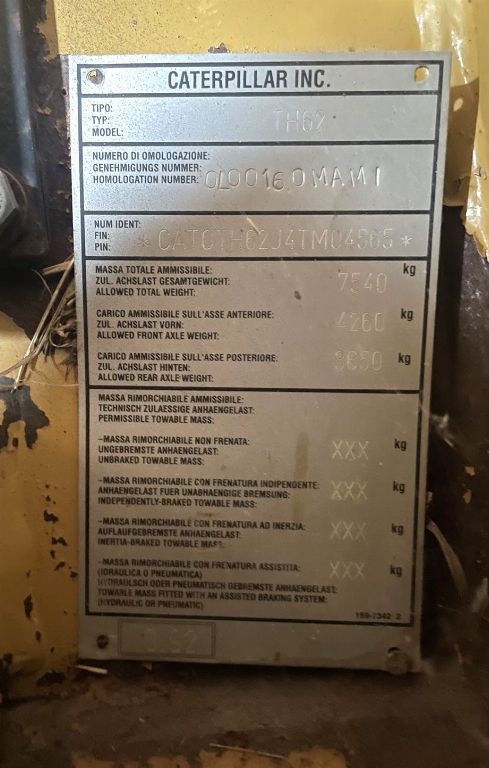 CATERPILLAR INC.
TIPO:
TYP:
MODEL: TH62
NUMERO DI OMOLOGAZIONE:
GENEHMIGUNGS NUMMER:
HOMOLOGATION NUMBER: OL00160MAMI
NUM IDENT:
FIN:
PIN: *CATCTH62J4TM04565*
MASSA TOTALE AMMISSIBILE:
ZUL. ACHSLAST GESAMTGEWICHT: 7540 kg
ALLOWED TOTAL WEIGHT:
CARICO AMMISSIBILE SULL'ASSE ANTERIORE:
ZUL. ACHSLAST VORN: 4260 kg
ALLOWED FRONT AXLE WEIGHT:
CARICO AMMISSIBILE SULL'ASSE POSTERIORE:
ZUL. ACHSLAST HINTEN: kg
ALLOWED REAR AXLE WEIGHT:
MASSA RIMORCHIABILE AMMISSIBILE:
TECHNISCH ZULAESSIGE ANHAENGELAST:
PERMISSIBLE TOWABLE MASS:
-MASSA RIMORCHIABILE NON FRENATA:
UNGEBREMSTE ANHAENGELAST: XXX kg
UNBRAKED TOWABLE MASS:
-MASSA RIMORCHIABILE CON FRENATURA INDIPENDENTE:
ANHAENGELAST FUER UNABHAENGIGE BREMSUNG: XXX kg
INDEPENDENTLY-BRAKED TOWABLE MASS:
-MASSA RIMORCHIABILE CON FRENATURA AD INERZIA:
AUFLAUFGEBREMSTE ANHAENGELAST: XXX kg
INERTIA-BRAKED TOWABLE MASS:
-MASSA RIMORCHIABILE CON FRENATURA ASSISTITA:
(IDRAULICA O PNEUMATICA) XXX kg
HYDRAULISCH ODER PNEUMATISCH GEBREMSTE ANHAENGELAST:
TOWABLE MASS FITTED WITH AN ASSISTED BRAKING SYSTEM:
(HYDRAULIC OR PNEUMATIC)
159-7342 2